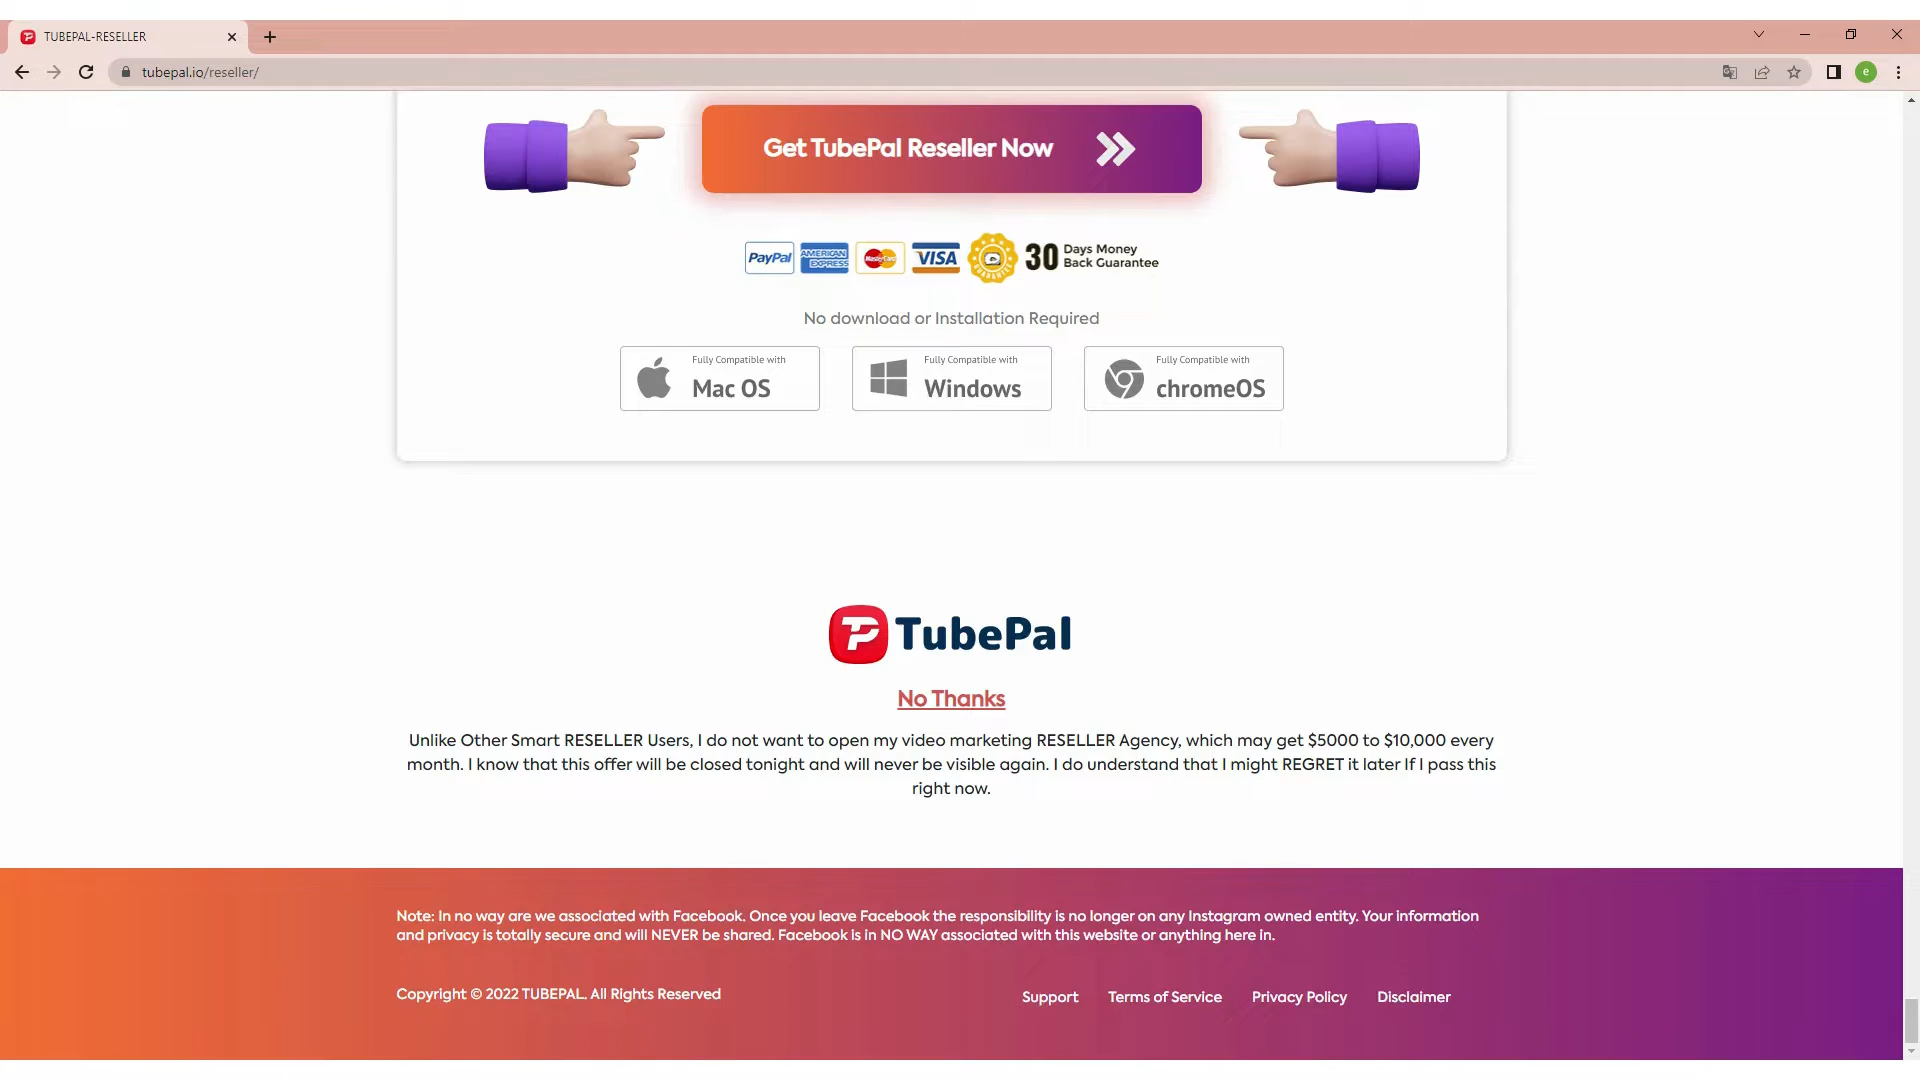 TUBEPAL-RESELLER
tubepal.io/reseller/
e
Get TubePal Reseller Now
PayPal AMERICAN EXPRESS MasterCard VISA GUARANTEE 30 Days Money Back Guarantee
No download or Installation Required
Fully Compatible with Mac OS
Fully Compatible with Windows
Fully Compatible with chromeOS
TubePal
No Thanks
Unlike Other Smart RESELLER Users, I do not want to open my video marketing RESELLER Agency, which may get $5000 to $10,000 every
month. I know that this offer will be closed tonight and will never be visible again. I do understand that I might REGRET it later If I pass this
right now.
Note: In no way are we associated with Facebook. Once you leave Facebook the responsibility is no longer on any Instagram owned entity. Your information
and privacy is totally secure and will NEVER be shared. Facebook is in NO WAY associated with this website or anything here in.
Copyright © 2022 TUBEPAL. All Rights Reserved
Support Terms of Service Privacy Policy Disclaimer